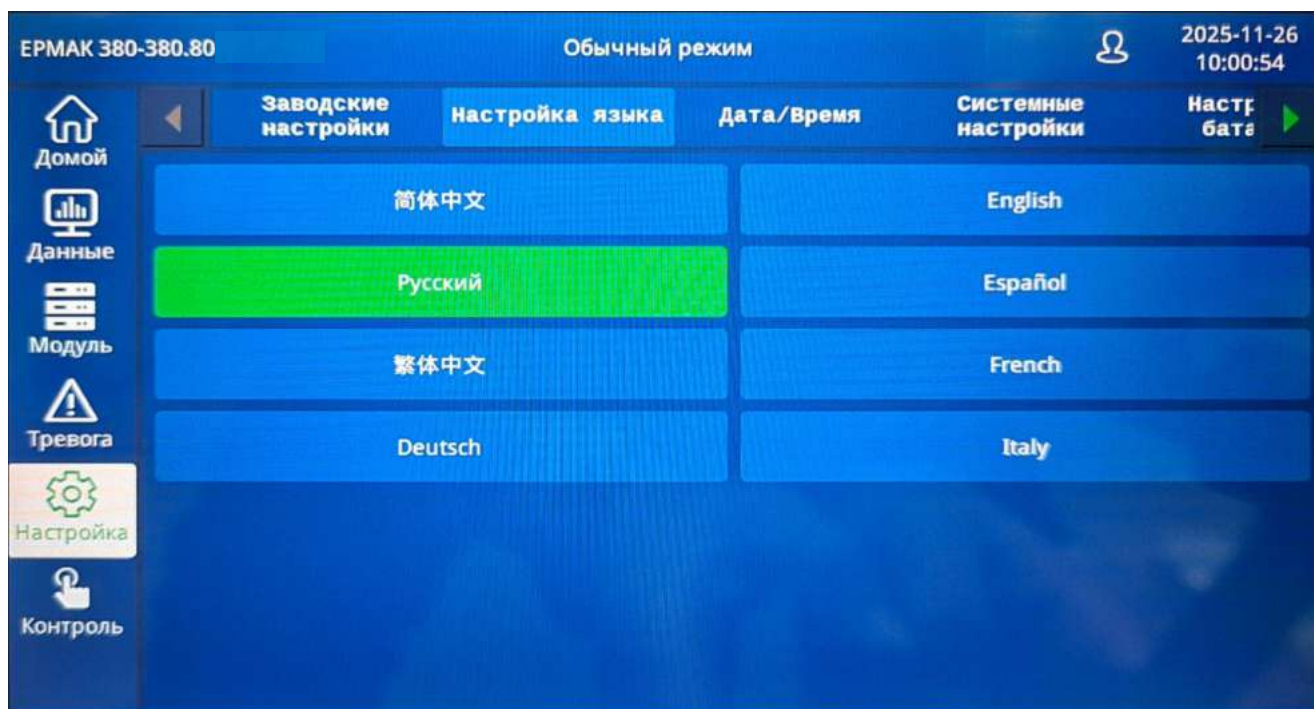 ЕРМАК 380-380.80
Обычный режим
2025-11-26
10:00:54
Домой
Данные
Модуль
Тревога
Настройка
Контроль
Заводские
настройки
Настройка языка
Дата/Время
Системные
настройки
Настр
бата
简体中文
English
Русский
Español
繁体中文
French
Deutsch
Italy